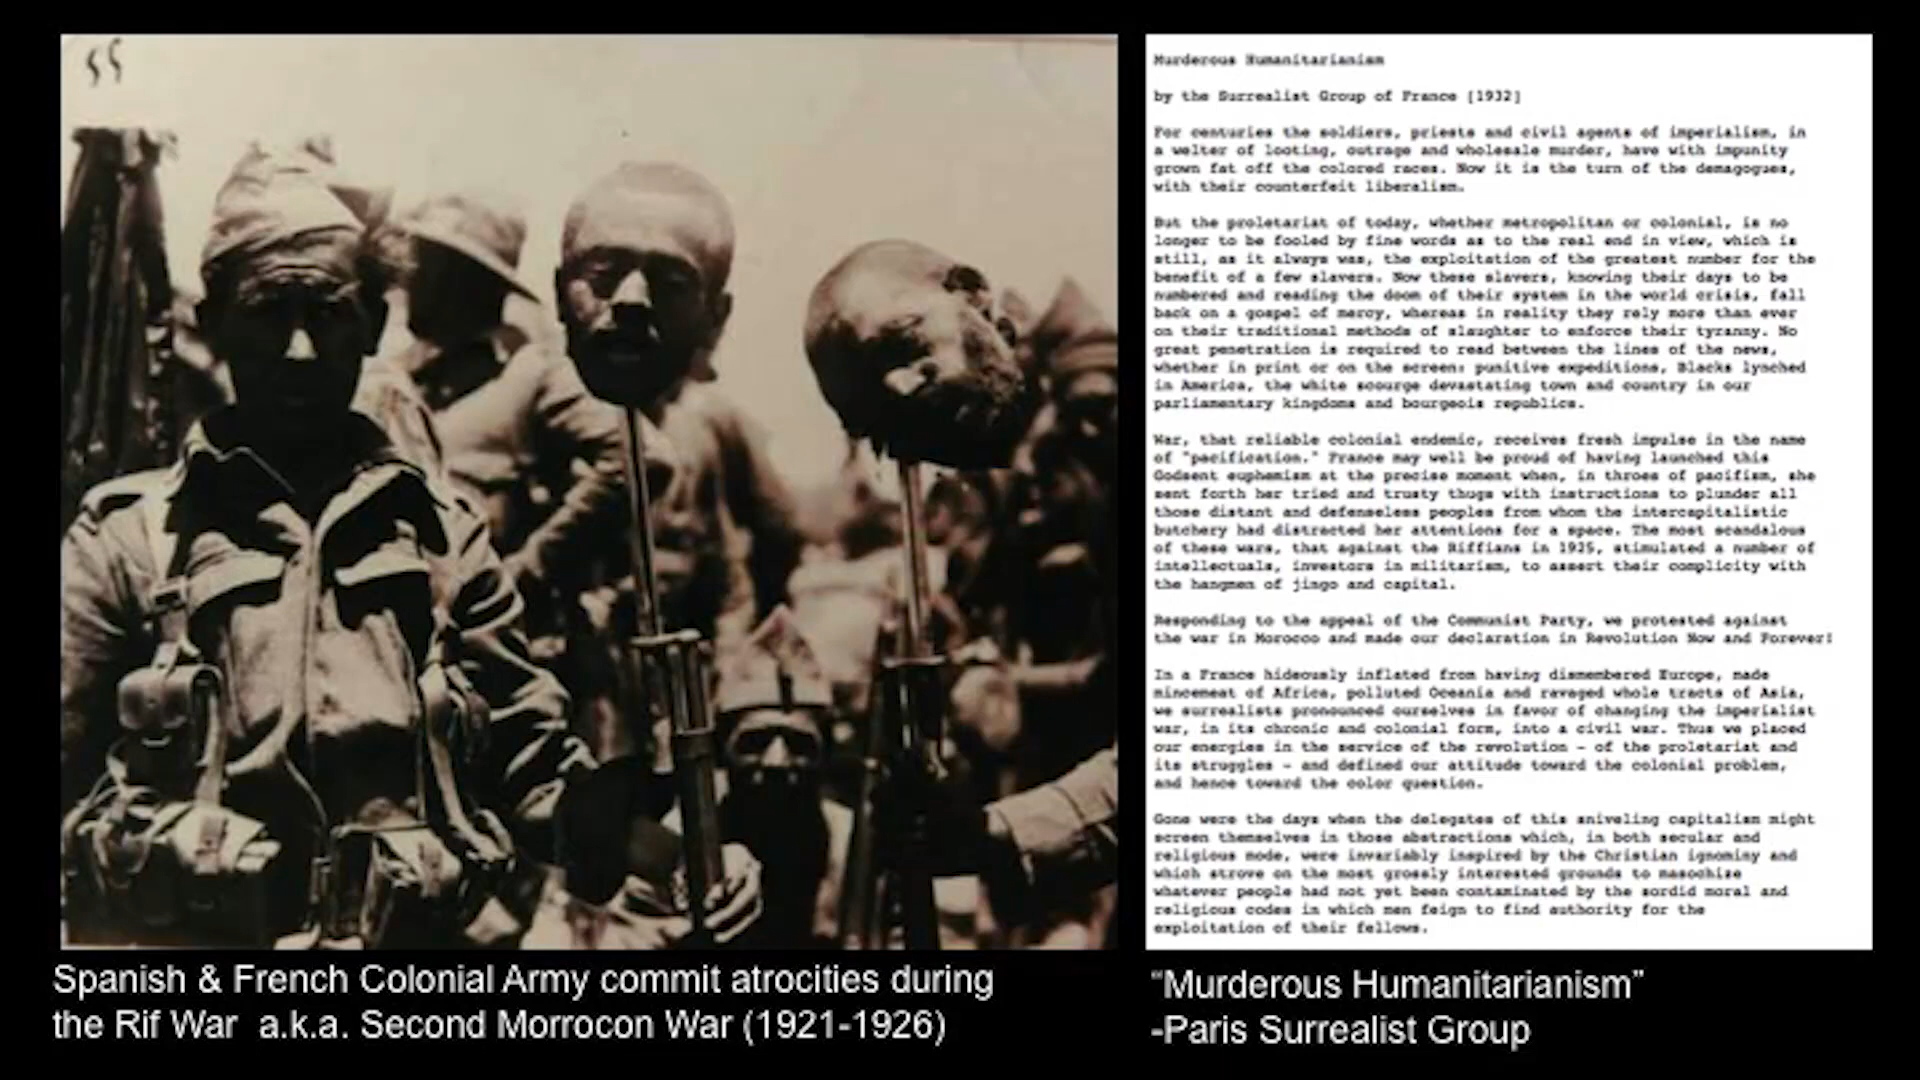 Murderous Humanitarianism
by the Surrealist Group of France [1932]
For centuries the soldiers, priests and civil agents of imperialism, in
a welter of looting, outrage and wholesale murder, have with impunity
grown fat off the colored races. Now it is the turn of the demagogues,
with their counterfeit liberalism.
But the proletariat of today, whether metropolitan or colonial, is no
longer to be fooled by fine words as to the real end in view, which is
still, as it always was, the exploitation of the greatest number for the
benefit of a few slavers. Now these slavers, knowing their days to be
numbered and reading the doom of their system in the world crisis, fall
back on a gospel of mercy, whereas in reality they rely more than ever
on their traditional methods of slaughter to enforce their tyranny. No
great penetration is required to read between the lines of the news,
whether in print or on the screen: punitive expeditions, Blacks lynched
in America, the white scourge devastating town and country in our
parliamentary kingdoms and bourgeois republics.
War, that reliable colonial endemic, receives fresh impulse in the name
of "pacification." France may well be proud of having launched this
Godsent euphemism at the precise moment when, in throes of pacifism, she
sent forth her tried and trusty thugs with instructions to plunder all
those distant and defenseless peoples from whom the intercapitalistic
butchery had distracted her attentions for a space. The most scandalous
of these wars, that against the Riffians in 1925, stimulated a number of
intellectuals, investors in militarism, to assert their complicity with
the hangmen of jingo and capital.
Responding to the appeal of the Communist Party, we protested against
the war in Morocco and made our declaration in Revolution Now and Forever!
In a France hideously inflated from having dismembered Europe, made
mincemeat of Africa, polluted Oceania and ravaged whole tracts of Asia,
we surrealists pronounced ourselves in favor of changing the imperialist
war, in its chronic and colonial form, into a civil war. Thus we placed
our energies in the service of the revolution - of the proletariat and
its struggles - and defined our attitude toward the colonial problem,
and hence toward the color question.
Gone were the days when the delegates of this sniveling capitalism might
screen themselves in those abstractions which, in both secular and
religious mode, were invariably inspired by the Christian ignominy and
which strove on the most grossly interested grounds to masochize
whatever people had not yet been contaminated by the sordid moral and
religious codes in which men feign to find authority for the
exploitation of their fellows.
Spanish & French Colonial Army commit atrocities during
the Rif War a.k.a. Second Morrocon War (1921-1926)
“Murderous Humanitarianism”
-Paris Surrealist Group